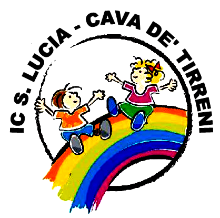 IC S. LUCIA - CAVA DE' TIRRENI